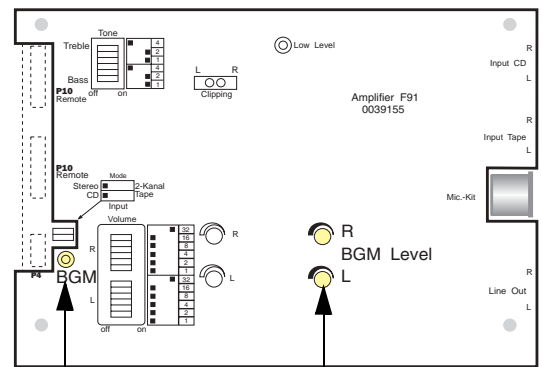 Tone
Treble
4
2
1
4
2
1
Bass
off on
P10
Remote
L R
Clipping
Low Level
Amplifier F91
0039155
R
Input CD
L
R
Input Tape
L
Mic.-Kit
P10
Remote
Mode
Stereo 2-Kanal
CD Tape
Input
Volume
R
32
16
8
4
2
1
R
L
32
16
8
4
2
1
L
off on
P4
BGM
R
BGM Level
L
R
Line Out
L